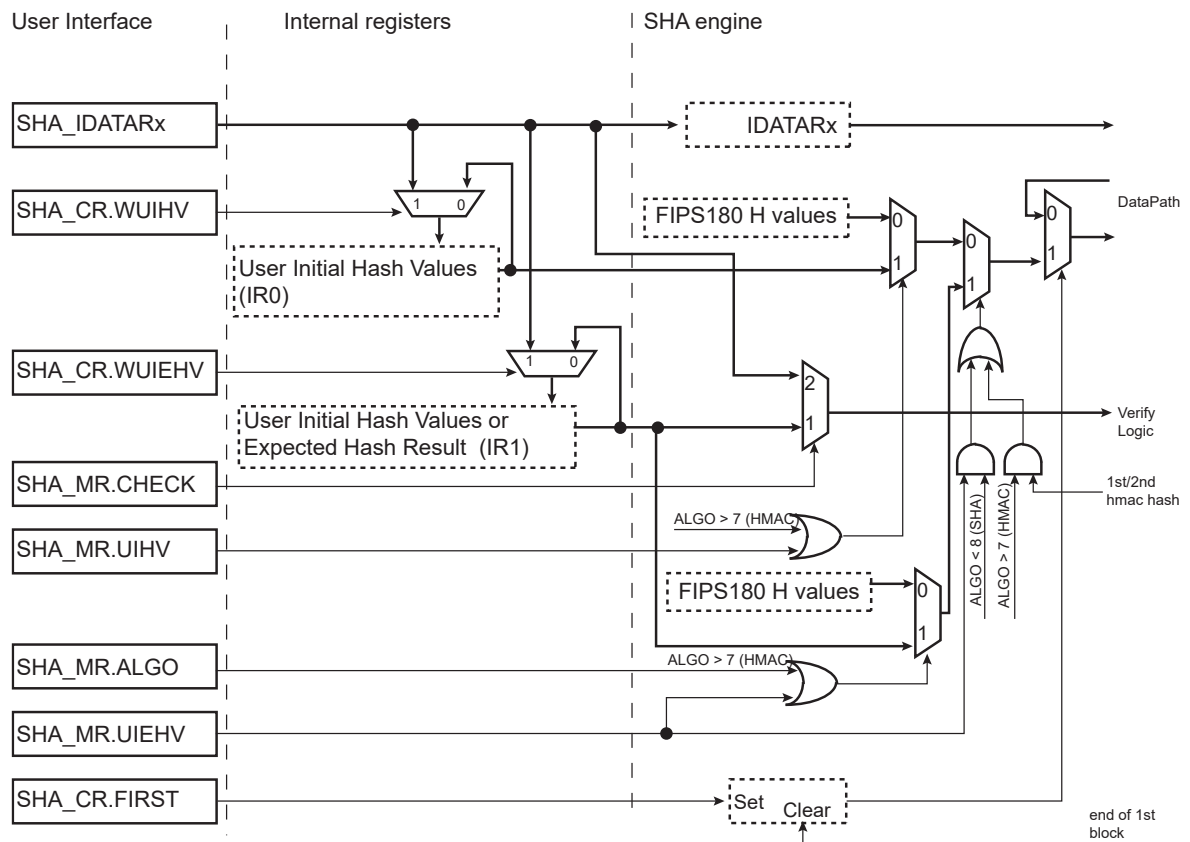 User Interface
Internal registers
SHA engine
SHA_IDATARx
IDATARx
SHA_CR.WUIHV
1 0
FIPS180 H values
0
1
0
1
0
1
DataPath
User Initial Hash Values
(IR0)
SHA_CR.WUIEHV
1 0
2
1
User Initial Hash Values or
Expected Hash Result (IR1)
Verify
Logic
SHA_MR.CHECK
1st/2nd
hmac hash
ALGO > 7 (HMAC)
ALGO < 8 (SHA)
ALGO > 7 (HMAC)
SHA_MR.UIHV
FIPS180 H values
0
1
SHA_MR.ALGO
ALGO > 7 (HMAC)
SHA_MR.UIEHV
SHA_CR.FIRST
Set
Clear
end of 1st
block